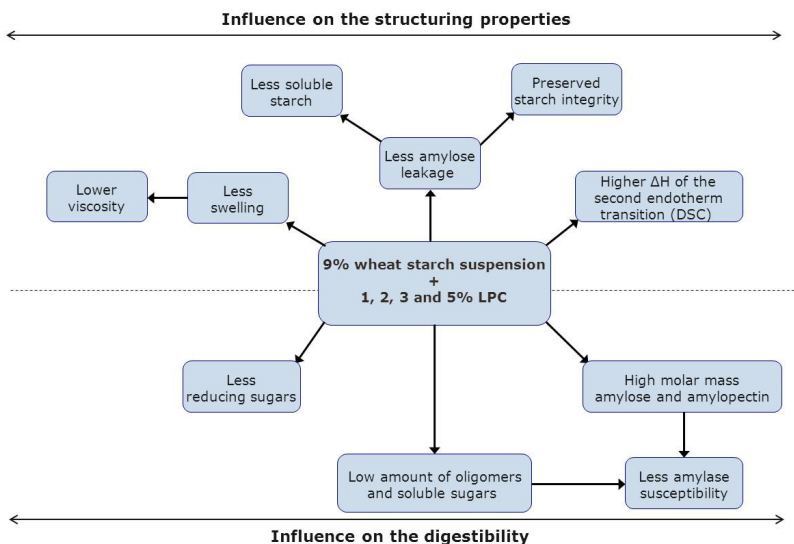 Influence on the structuring properties
Less soluble
starch
Preserved
starch integrity
Less amylose
leakage
Lower
viscosity
Less
swelling
Higher ΔH of the
second endotherm
transition (DSC)
9% wheat starch suspension
+
1, 2, 3 and 5% LPC
Less
reducing sugars
High molar mass
amylose and amylopectin
Low amount of oligomers
and soluble sugars
Less amylase
susceptibility
Influence on the digestibility